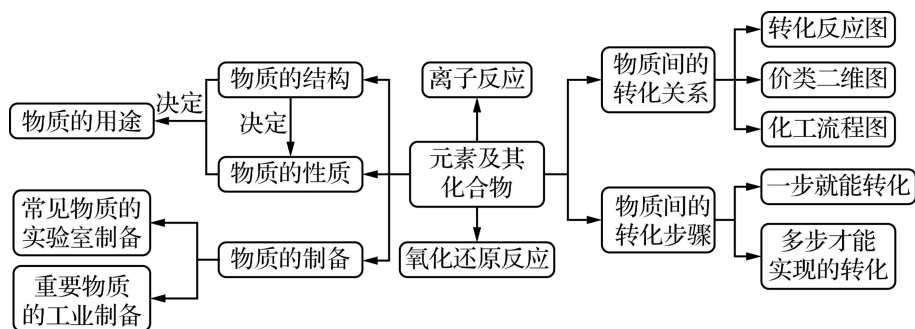 物质的结构
决定
物质的用途
决定
物质的性质
常见物质的
实验室制备
物质的制备
重要物质
的工业制备
离子反应
元素及其
化合物
氧化还原反应
物质间的
转化关系
转化反应图
价类二维图
化工流程图
物质间的
转化步骤
一步就能转化
多步才能
实现的转化